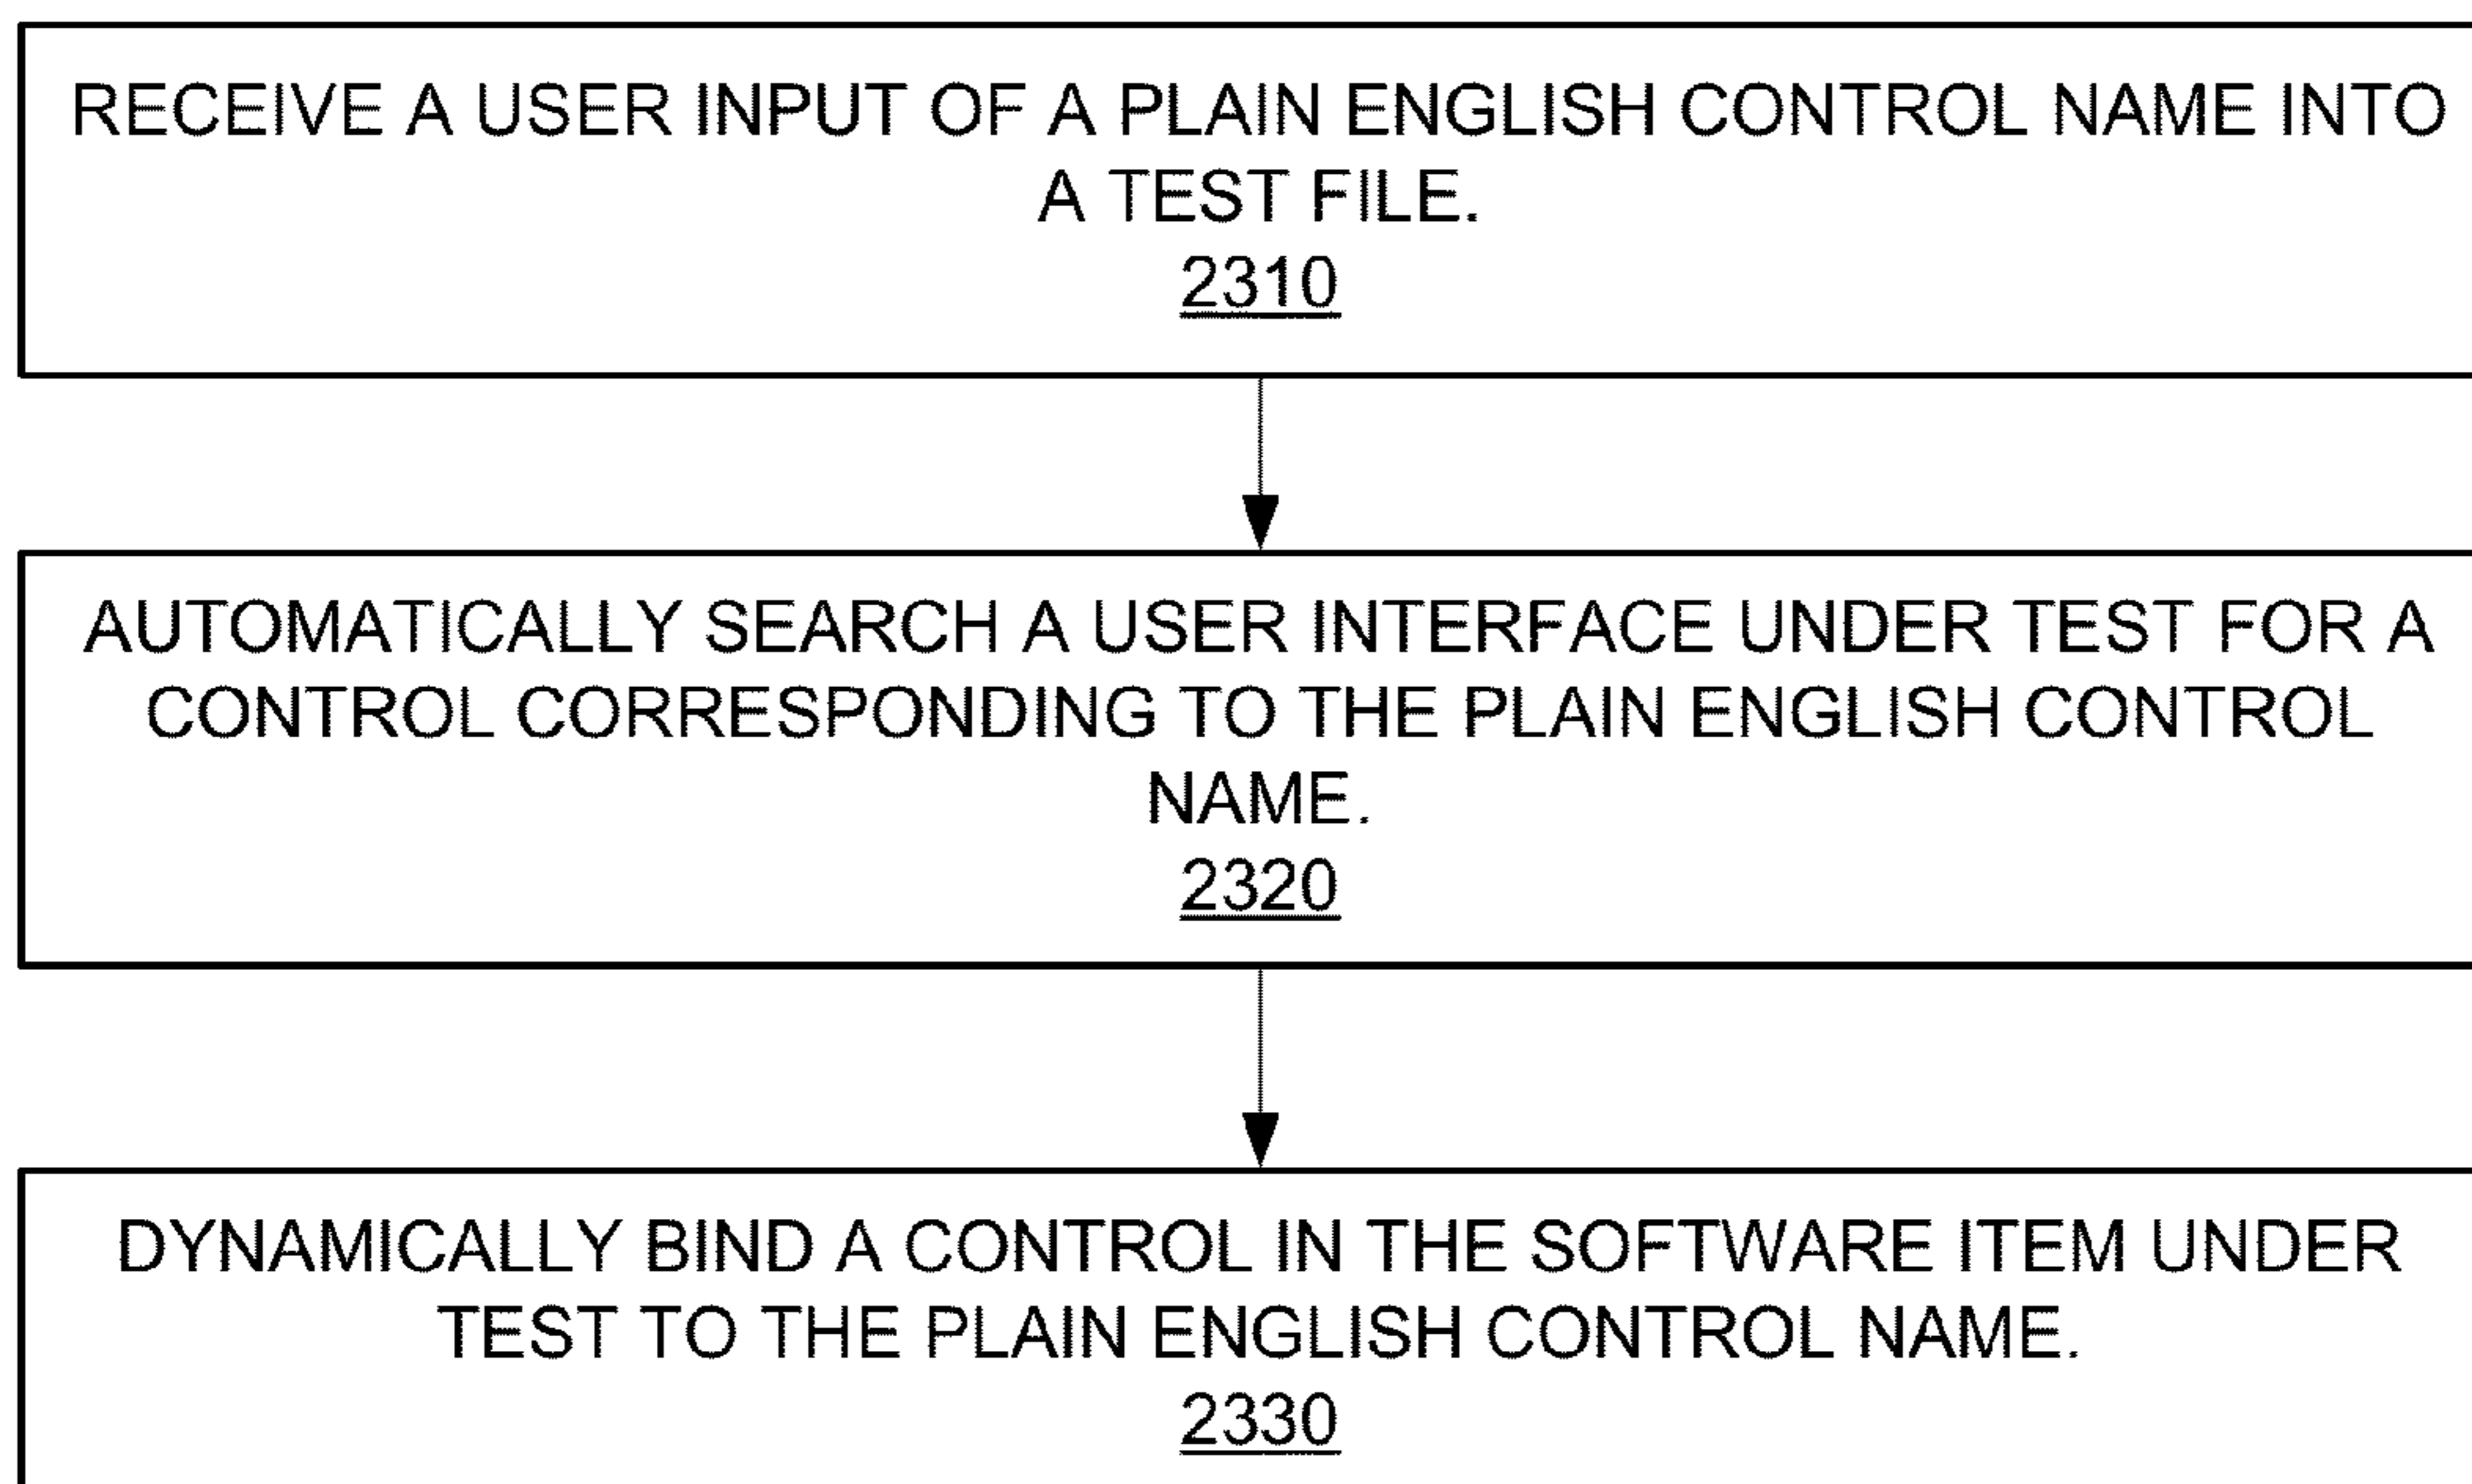 RECEIVE A USER INPUT OF A PLAIN ENGLISH CONTROL NAME INTO
A TEST FILE.
2310
AUTOMATICALLY SEARCH A USER INTERFACE UNDER TEST FOR A
CONTROL CORRESPONDING TO THE PLAIN ENGLISH CONTROL
NAME.
2320
DYNAMICALLY BIND A CONTROL IN THE SOFTWARE ITEM UNDER
TEST TO THE PLAIN ENGLISH CONTROL NAME.
2330